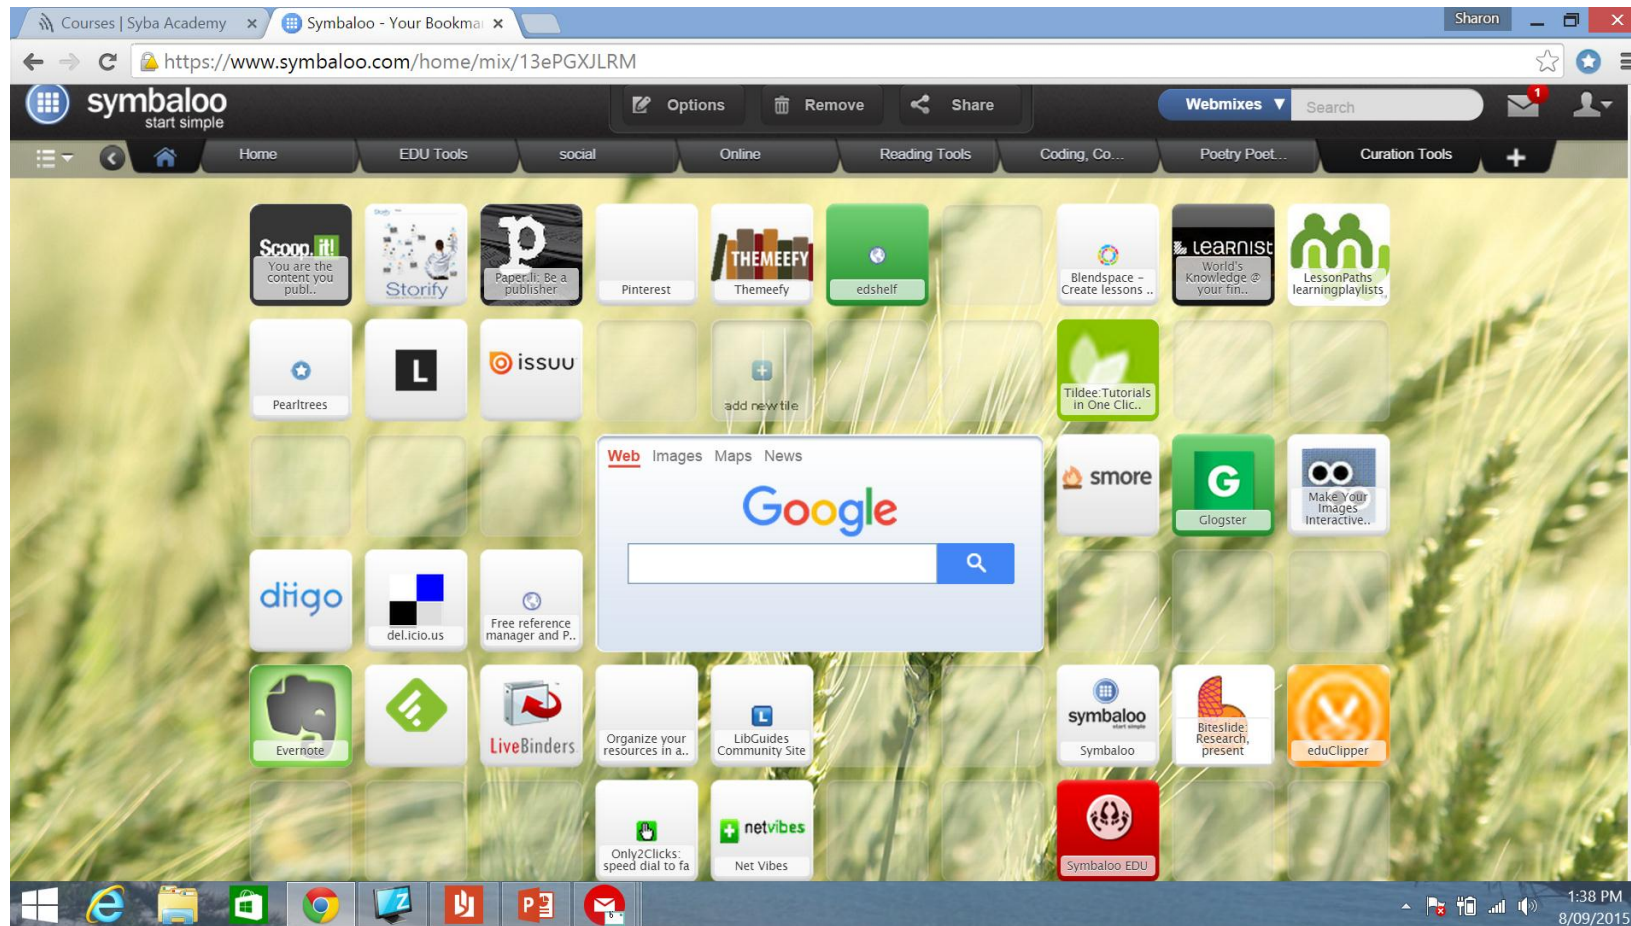 Courses | Syba Academy
Symbaloo - Your Bookma
Sharon
https://www.symbaloo.com/home/mix/13ePGXJLRM
symbaloo
start simple
Options
Remove
Share
Webmixes
Search
1
Home
EDU Tools
social
Online
Reading Tools
Coding, Co...
Poetry Poet...
Curation Tools
Scoop.it!
You are the
content you
publ..
Storify
Paper.li: Be a
publisher
Pinterest
THEMEEFY
Themeefy
edshelf
Blendspace –
Create lessons ..
LEARNIST
World's
Knowledge @
your fin..
LessonPaths
learningplaylists
Pearltrees
L
issuu
add new tile
Tildee:Tutorials
in One Clic..
Web Images Maps News
Google
smore
G
Glogster
Make Your
Images
Interactive..
diigo
del.icio.us
Free reference
manager and P..
Evernote
LiveBinders
Organize your
resources in a..
L
LibGuides
Community Site
symbaloo
start simple
Symbaloo
Biteslide:
Research,
present
eduClipper
Only2Clicks:
speed dial to fa
netvibes
Net Vibes
Symbaloo EDU
1:38 PM
8/09/2015